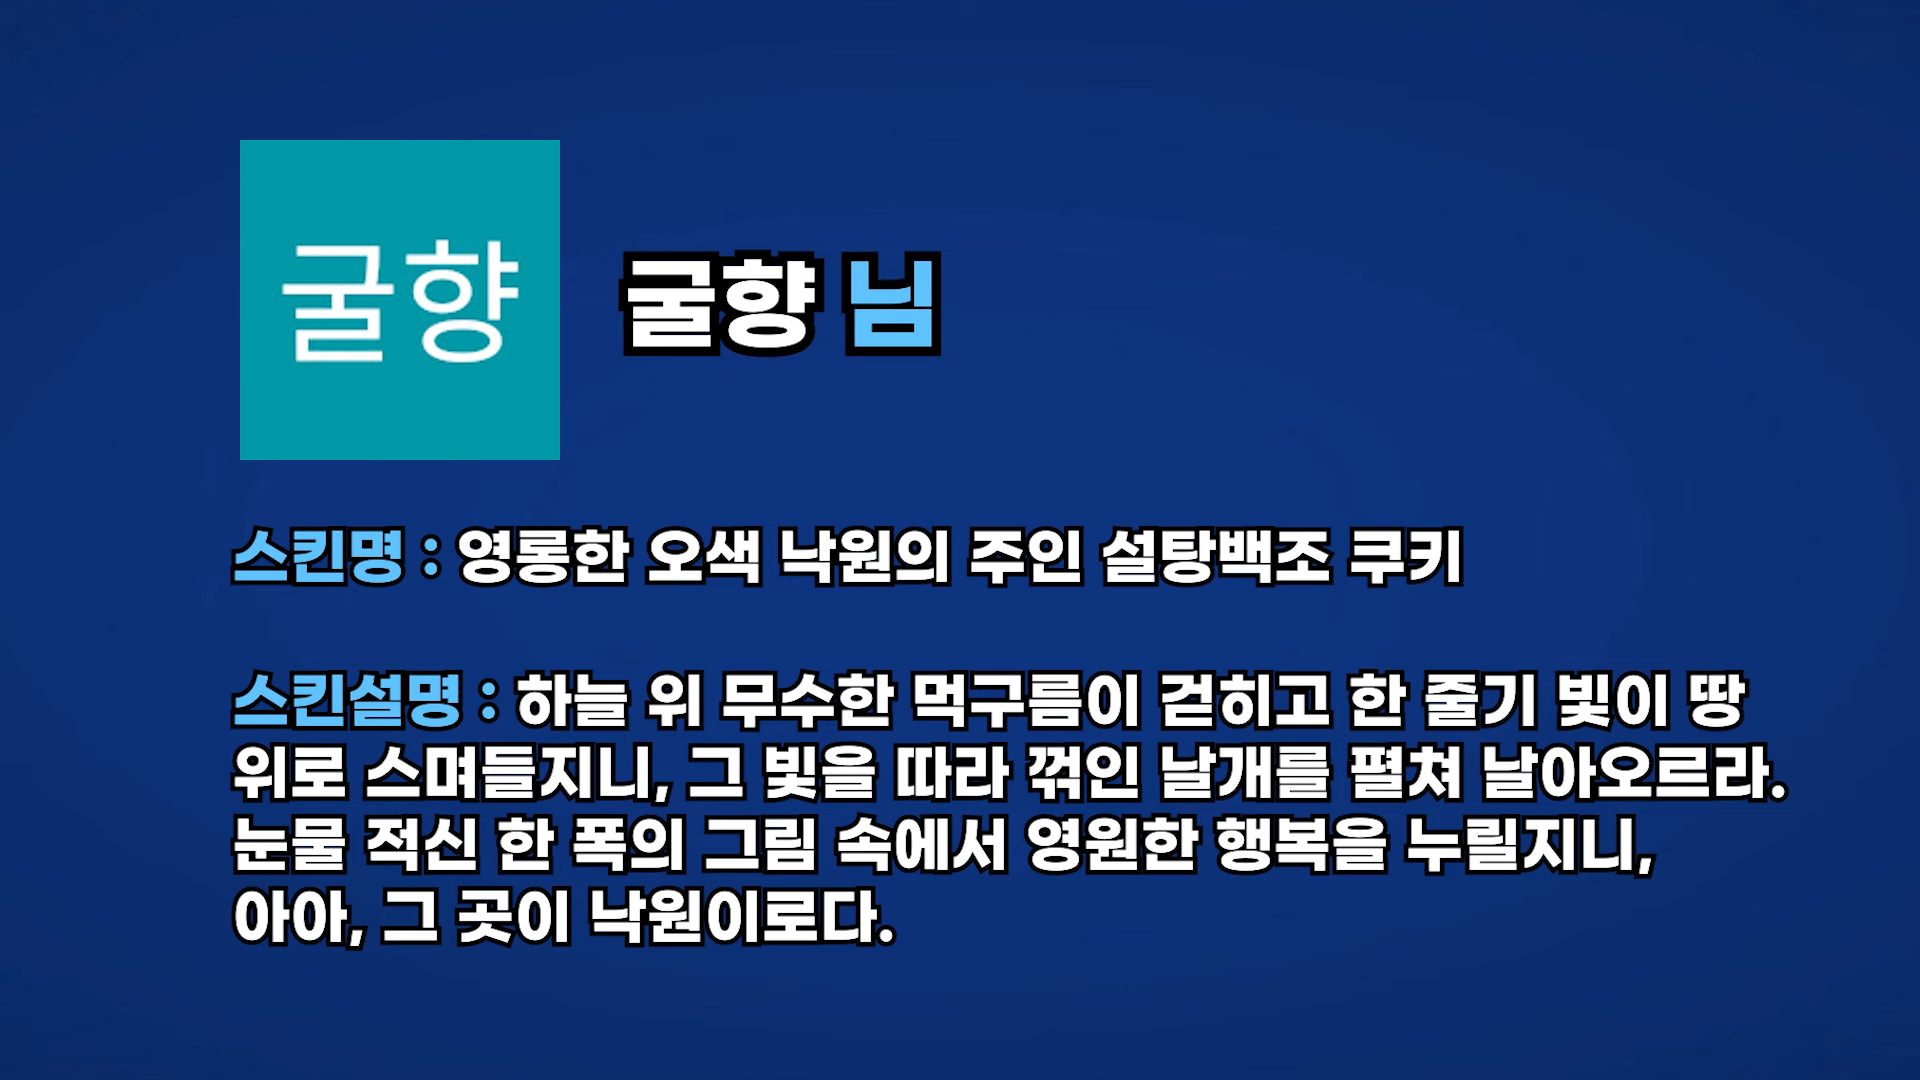 굴향
굴향 님
스킨명 : 영롱한 오색 낙원의 주인 설탕백조 쿠키
스킨설명 : 하늘 위 무수한 먹구름이 걷히고 한 줄기 빛이 땅
위로 스며들지니, 그 빛을 따라 꺾인 날개를 펼쳐 날아오르라.
눈물 적신 한 폭의 그림 속에서 영원한 행복을 누릴지니,
아아, 그 곳이 낙원이로다.